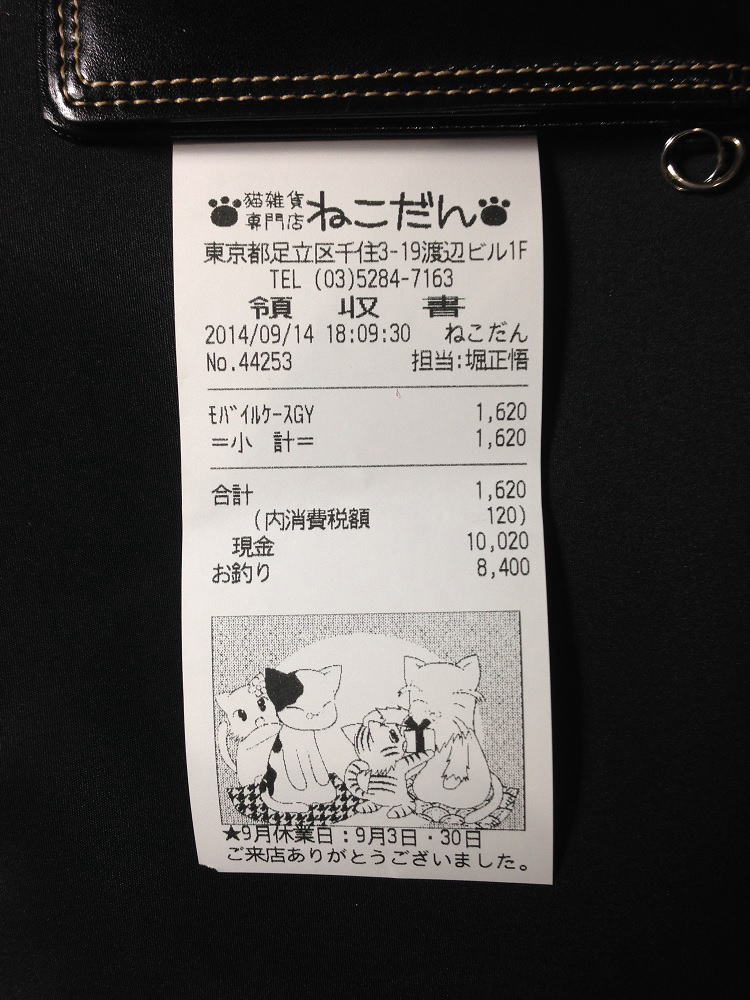 猫雑貨専門店 ねこだん
東京都足立区千住3-19渡辺ビル1F
TEL (03)5284-7163
領 収 書
2014/09/14 18:09:30 ねこだん
No.44253 担当:堀正悟
ﾓﾊﾞｲﾙｹｰｽGY 1,620
＝小 計＝ 1,620
合計 1,620
(内消費税額 120)
現金 10,020
お釣り 8,400
★9月休業日:9月3日・30日
ご来店ありがとうございました。